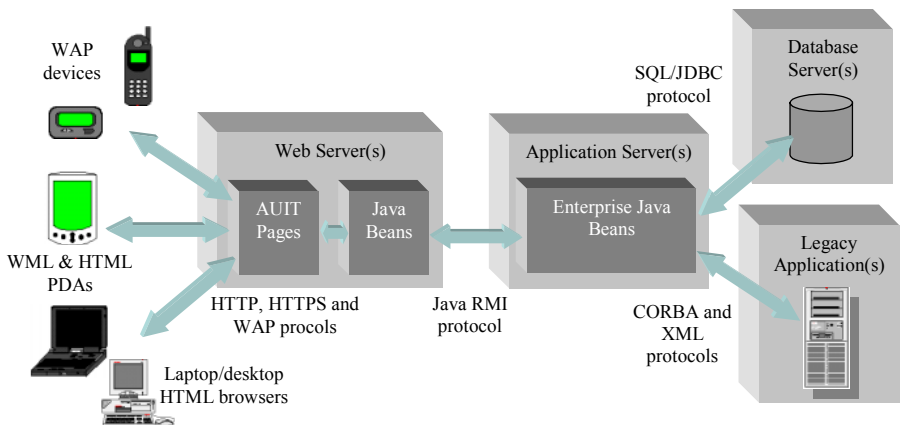 WAP
devices
WML & HTML
PDAs
Laptop/desktop
HTML browsers
Web Server(s)
AUIT
Pages
Java
Beans
HTTP, HTTPS and
WAP procols
Java RMI
protocol
Application Server(s)
Enterprise Java
Beans
SQL/JDBC
protocol
Database
Server(s)
CORBA and
XML
protocols
Legacy
Application(s)